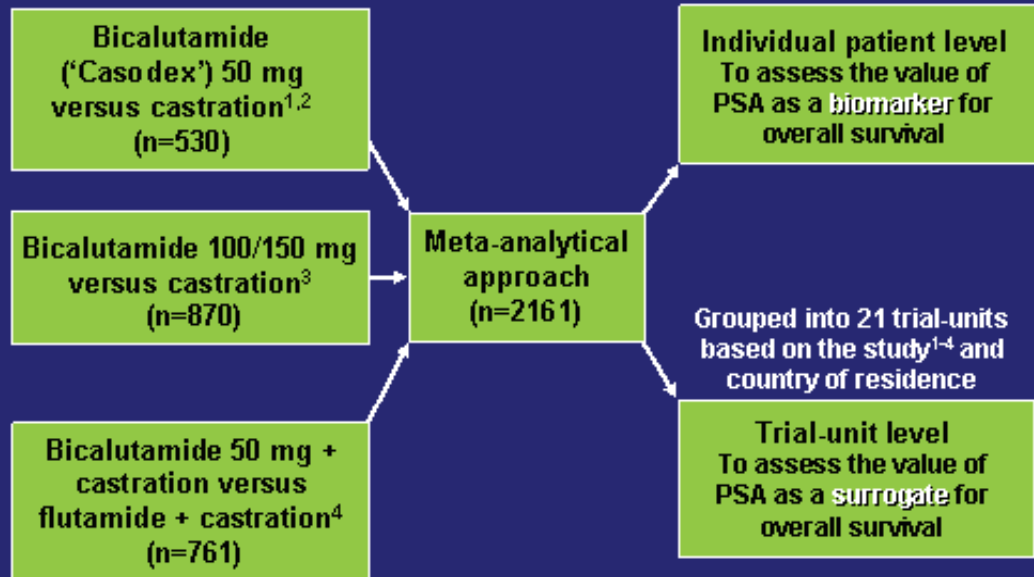 Bicalutamide
('Casodex') 50 mg
versus castration1,2
(n=530)
Bicalutamide 100/150 mg
versus castration3
(n=870)
Bicalutamide 50 mg +
castration versus
flutamide + castration4
(n=761)
Meta-analytical
approach
(n=2161)
Individual patient level
To assess the value of
PSA as a biomarker for
overall survival
Grouped into 21 trial-units
based on the study1-4 and
country of residence
Trial-unit level
To assess the value of
PSA as a surrogate for
overall survival